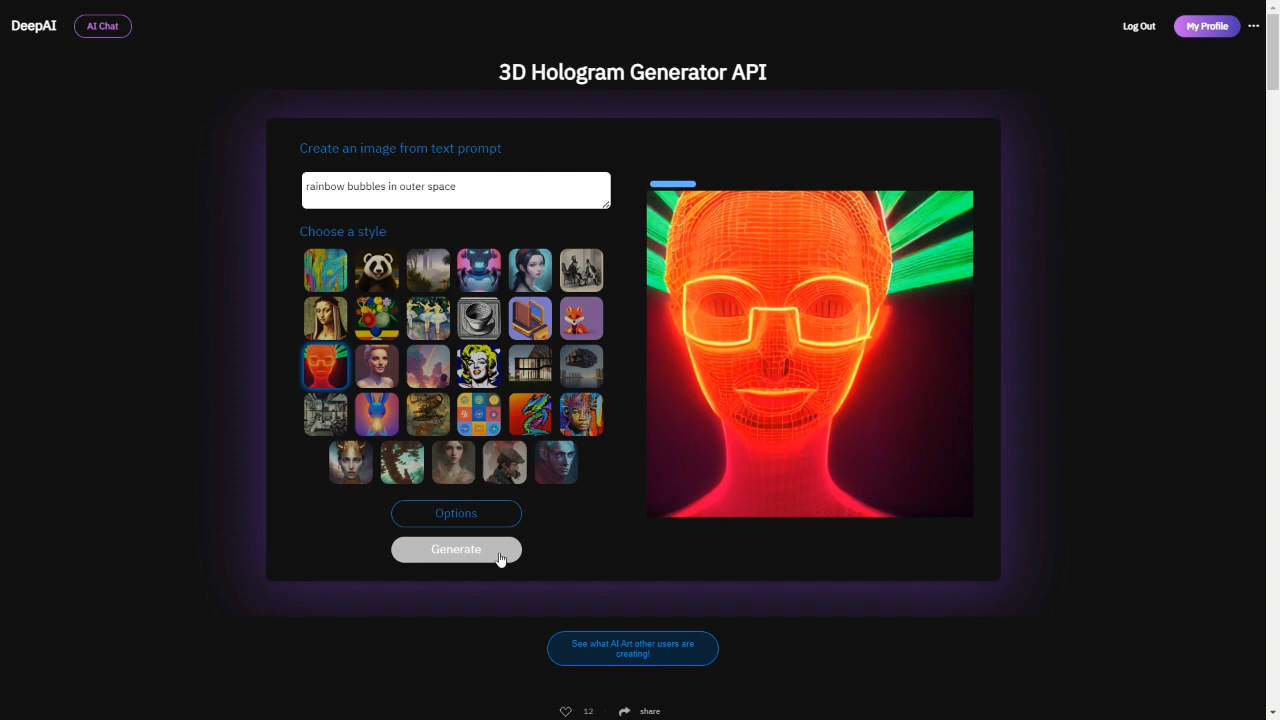 DeepAI
AI Chat
Log Out
My Profile
3D Hologram Generator API
Create an image from text prompt
rainbow bubbles in outer space
Choose a style
Options
Generate
See what AI Art other users are
creating!
12
share